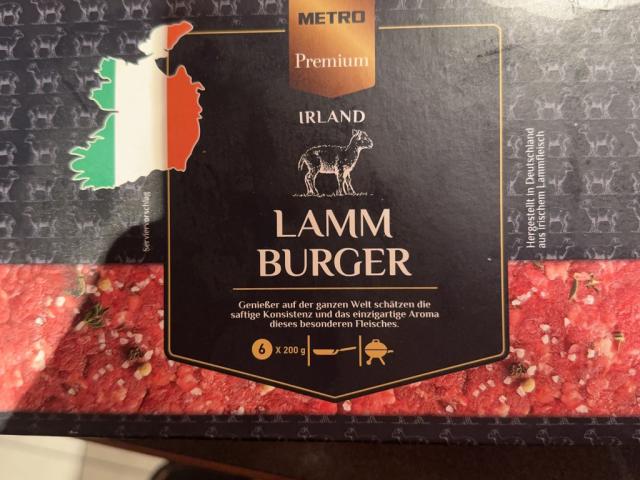 METRO
Premium
IRLAND
LAMM
BURGER
Genießer auf der ganzen Welt schätzen die
saftige Konsistenz und das einzigartige Aroma
dieses besonderen Fleisches.
6 X 200 g
Serviervorschlag
Hergestellt in Deutschland
aus irischem Lammfleisch